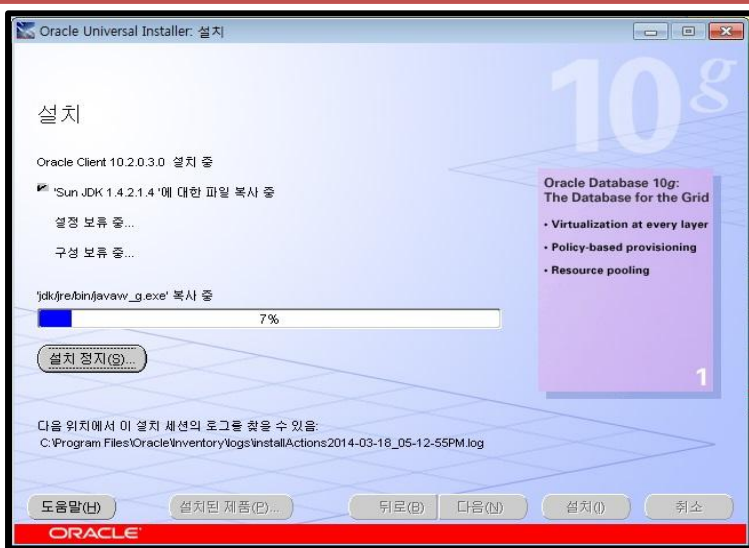 Oracle Universal Installer: 설치
10g
설치
Oracle Client 10.2.0.3.0 설치 중
'Sun JDK 1.4.2.1.4 '에 대한 파일 복사 중
설정 보류 중...
구성 보류 중...
'jdk/jre/bin/javaw_g.exe' 복사 중
7%
설치 정지(S)...
Oracle Database 10g:
The Database for the Grid
• Virtualization at every layer
• Policy-based provisioning
• Resource pooling
1
다음 위치에서 이 설치 세션의 로그를 찾을 수 있음:
C:\Program Files\Oracle\Inventory\logs\installActions2014-03-18_05-12-55PM.log
도움말(H) 설치된 제품(P)... 뒤로(B) 다음(N) 설치(I) 취소
ORACLE